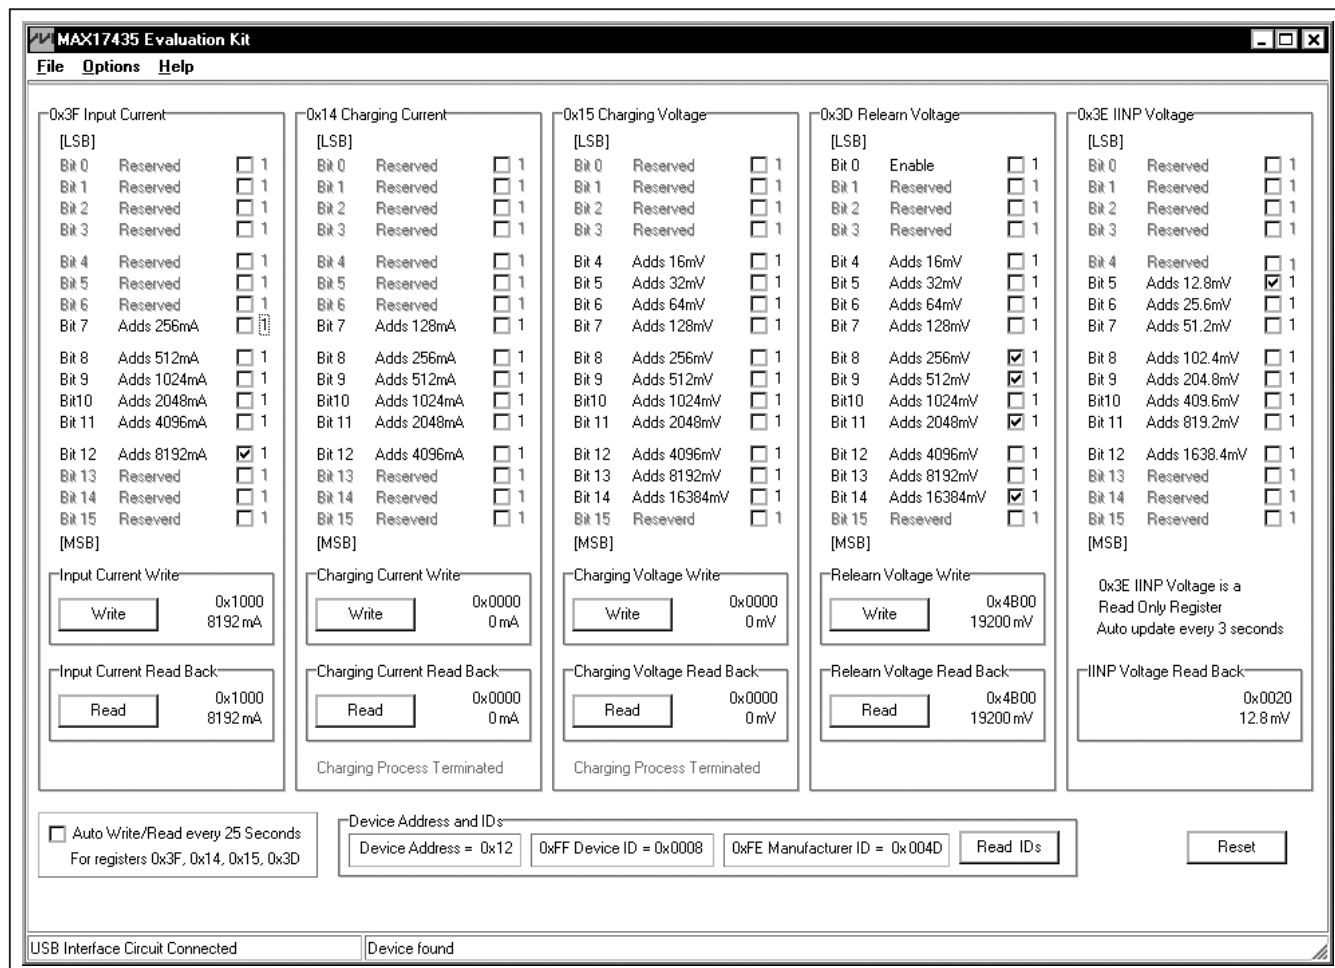 MAX17435 Evaluation Kit
File Options Help
0x3F Input Current
[LSB]
Bit 0 Reserved 1
Bit 1 Reserved 1
Bit 2 Reserved 1
Bit 3 Reserved 1
Bit 4 Reserved 1
Bit 5 Reserved 1
Bit 6 Reserved 1
Bit 7 Adds 256mA 1
Bit 8 Adds 512mA 1
Bit 9 Adds 1024mA 1
Bit10 Adds 2048mA 1
Bit 11 Adds 4096mA 1
Bit 12 Adds 8192mA 1
Bit 13 Reserved 1
Bit 14 Reserved 1
Bit 15 Reseverd 1
[MSB]
Input Current Write
Write 0x1000
8192 mA
Input Current Read Back
Read 0x1000
8192 mA
0x14 Charging Current
[LSB]
Bit 0 Reserved 1
Bit 1 Reserved 1
Bit 2 Reserved 1
Bit 3 Reserved 1
Bit 4 Reserved 1
Bit 5 Reserved 1
Bit 6 Reserved 1
Bit 7 Adds 128mA 1
Bit 8 Adds 256mA 1
Bit 9 Adds 512mA 1
Bit10 Adds 1024mA 1
Bit 11 Adds 2048mA 1
Bit 12 Adds 4096mA 1
Bit 13 Reserved 1
Bit 14 Reserved 1
Bit 15 Reseverd 1
[MSB]
Charging Current Write
Write 0x0000
0 mA
Charging Current Read Back
Read 0x0000
0 mA
Charging Process Terminated
0x15 Charging Voltage
[LSB]
Bit 0 Reserved 1
Bit 1 Reserved 1
Bit 2 Reserved 1
Bit 3 Reserved 1
Bit 4 Adds 16mV 1
Bit 5 Adds 32mV 1
Bit 6 Adds 64mV 1
Bit 7 Adds 128mV 1
Bit 8 Adds 256mV 1
Bit 9 Adds 512mV 1
Bit10 Adds 1024mV 1
Bit 11 Adds 2048mV 1
Bit 12 Adds 4096mV 1
Bit 13 Adds 8192mV 1
Bit 14 Adds 16384mV 1
Bit 15 Reseverd 1
[MSB]
Charging Voltage Write
Write 0x0000
0 mV
Charging Voltage Read Back
Read 0x0000
0 mV
Charging Process Terminated
0x3D Relearn Voltage
[LSB]
Bit 0 Enable 1
Bit 1 Reserved 1
Bit 2 Reserved 1
Bit 3 Reserved 1
Bit 4 Adds 16mV 1
Bit 5 Adds 32mV 1
Bit 6 Adds 64mV 1
Bit 7 Adds 128mV 1
Bit 8 Adds 256mV 1
Bit 9 Adds 512mV 1
Bit10 Adds 1024mV 1
Bit 11 Adds 2048mV 1
Bit 12 Adds 4096mV 1
Bit 13 Adds 8192mV 1
Bit 14 Adds 16384mV 1
Bit 15 Reseverd 1
[MSB]
Relearn Voltage Write
Write 0x4B00
19200 mV
Relearn Voltage Read Back
Read 0x4B00
19200 mV
0x3E IINP Voltage
[LSB]
Bit 0 Reserved 1
Bit 1 Reserved 1
Bit 2 Reserved 1
Bit 3 Reserved 1
Bit 4 Reserved 1
Bit 5 Adds 12.8mV 1
Bit 6 Adds 25.6mV 1
Bit 7 Adds 51.2mV 1
Bit 8 Adds 102.4mV 1
Bit 9 Adds 204.8mV 1
Bit10 Adds 409.6mV 1
Bit 11 Adds 819.2mV 1
Bit 12 Adds 1638.4mV 1
Bit 13 Reserved 1
Bit 14 Reserved 1
Bit 15 Reseverd 1
[MSB]
0x3E IINP Voltage is a
Read Only Register
Auto update every 3 seconds
IINP Voltage Read Back
0x0020
12.8 mV
Auto Write/Read every 25 Seconds
For registers 0x3F, 0x14, 0x15, 0x3D
Device Address and IDs
Device Address = 0x12 0xFF Device ID = 0x0008 0xFE Manufacturer ID = 0x004D Read IDs
Reset
USB Interface Circuit Connected Device found